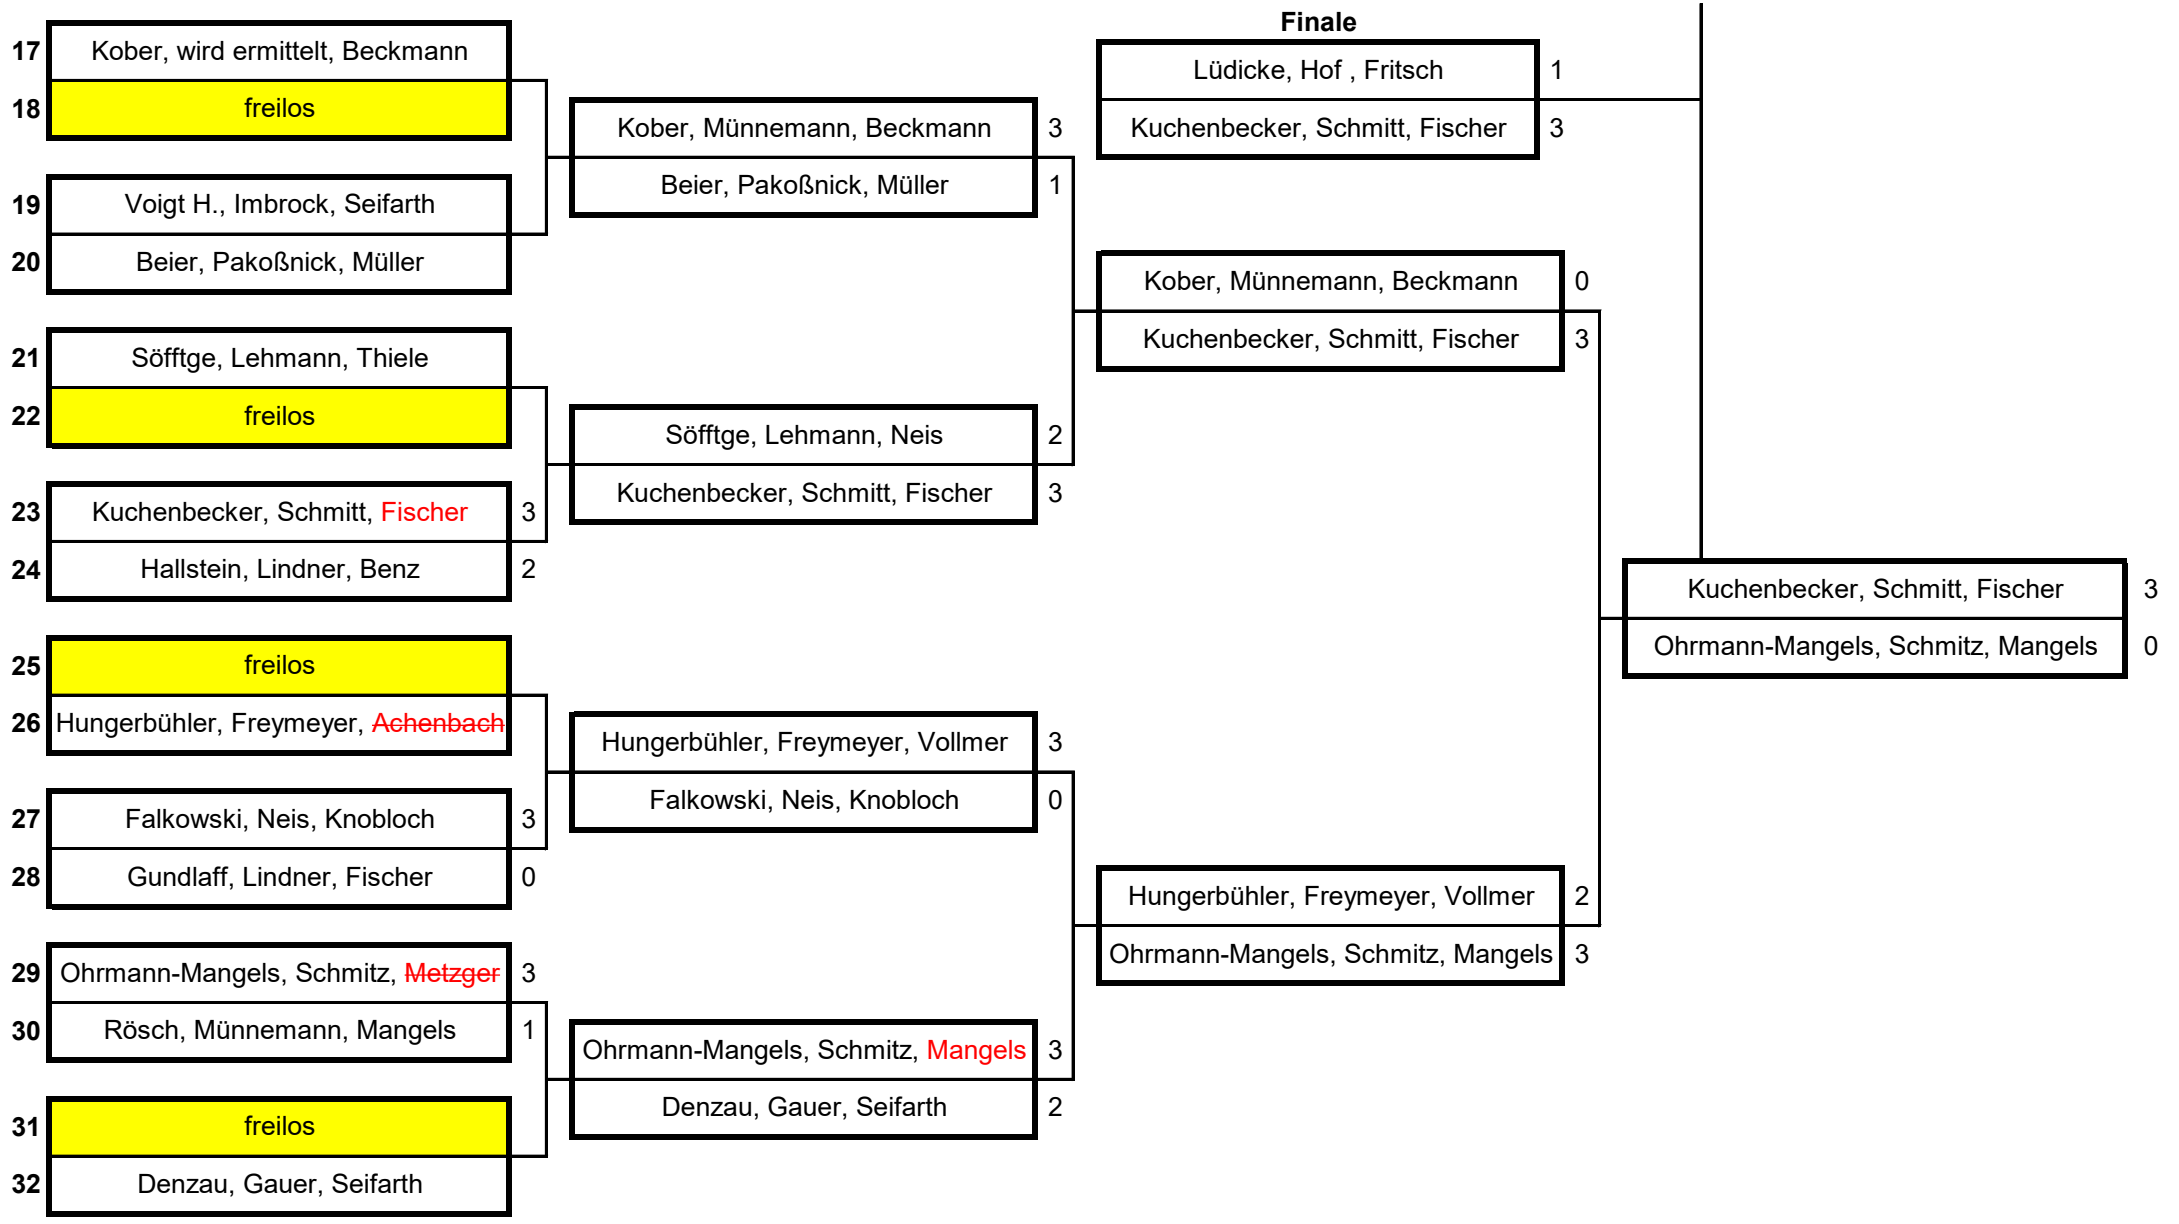 17 Kober, wird ermittelt, Beckmann
18 freilos
19 Voigt H., Imbrock, Seifarth
20 Beier, Pakoßnick, Müller
21 Söfftge, Lehmann, Thiele
22 freilos
23 Kuchenbecker, Schmitt, Fischer 3
24 Hallstein, Lindner, Benz 2
25 freilos
26 Hungerbühler, Freymeyer, Achenbach
27 Falkowski, Neis, Knobloch 3
28 Gundlaff, Lindner, Fischer 0
29 Ohrmann-Mangels, Schmitz, Metzger 3
30 Rösch, Münnemann, Mangels 1
31 freilos
32 Denzau, Gauer, Seifarth
Kober, Münnemann, Beckmann 3
Beier, Pakoßnick, Müller 1
Söfftge, Lehmann, Neis 2
Kuchenbecker, Schmitt, Fischer 3
Hungerbühler, Freymeyer, Vollmer 3
Falkowski, Neis, Knobloch 0
Ohrmann-Mangels, Schmitz, Mangels 3
Denzau, Gauer, Seifarth 2
Finale
Lüdicke, Hof , Fritsch 1
Kuchenbecker, Schmitt, Fischer 3
Kober, Münnemann, Beckmann 0
Kuchenbecker, Schmitt, Fischer 3
Hungerbühler, Freymeyer, Vollmer 2
Ohrmann-Mangels, Schmitz, Mangels 3
Kuchenbecker, Schmitt, Fischer 3
Ohrmann-Mangels, Schmitz, Mangels 0